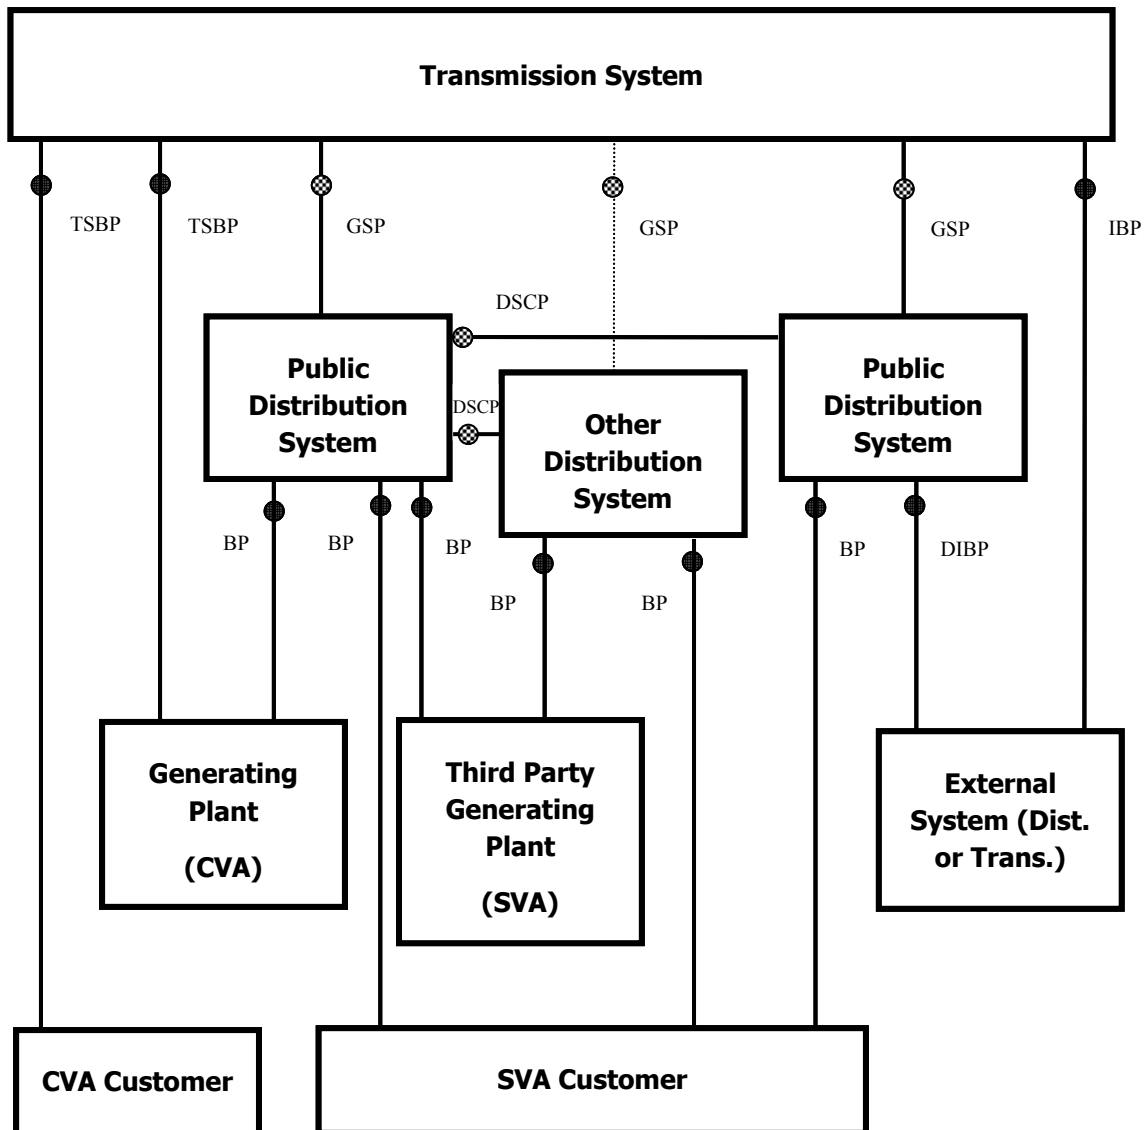 Transmission System
TSBP
TSBP
GSP
GSP
GSP
IBP
DSCP
Public
Distribution
System
DSCP
Other
Distribution
System
Public
Distribution
System
BP
BP
BP
BP
BP
BP
DIBP
Generating
Plant
(CVA)
Third Party
Generating
Plant
(SVA)
External
System (Dist.
or Trans.)
CVA Customer
SVA Customer